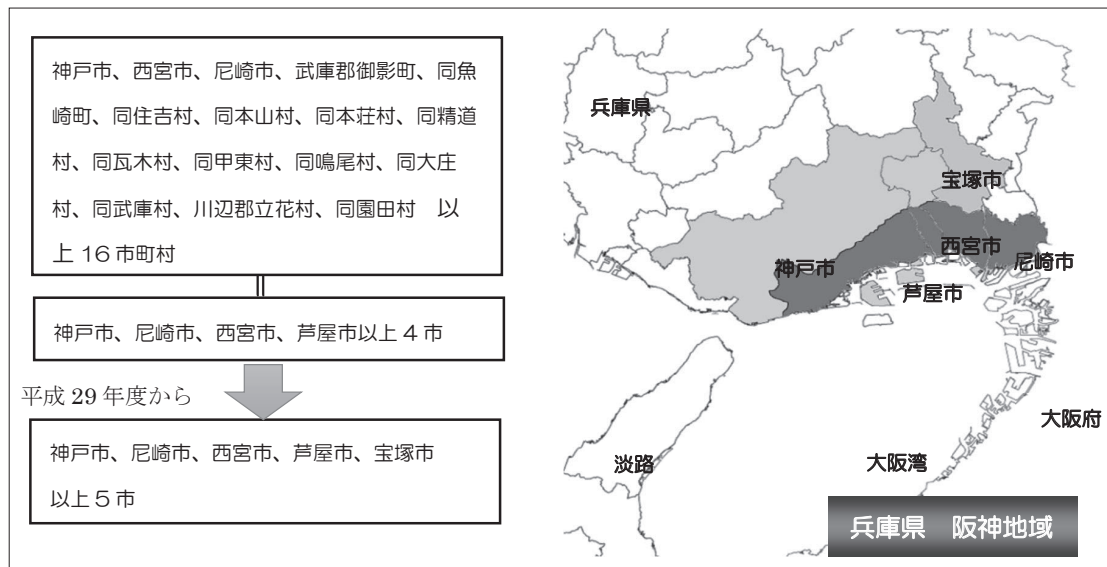 神戸市、西宮市、尼崎市、武庫郡御影町、同魚
崎町、同住吉村、同本山村、同本荘村、同精道
村、同瓦木村、同甲東村、同鳴尾村、同大庄
村、同武庫村、川辺郡立花村、同園田村　以
上 16 市町村
神戸市、尼崎市、西宮市、芦屋市以上 4 市
平成 29 年度から
神戸市、尼崎市、西宮市、芦屋市、宝塚市
以上 5 市
兵庫県
宝塚市
西宮市
神戸市
尼崎市
芦屋市
大阪府
淡路
大阪湾
兵庫県　阪神地域